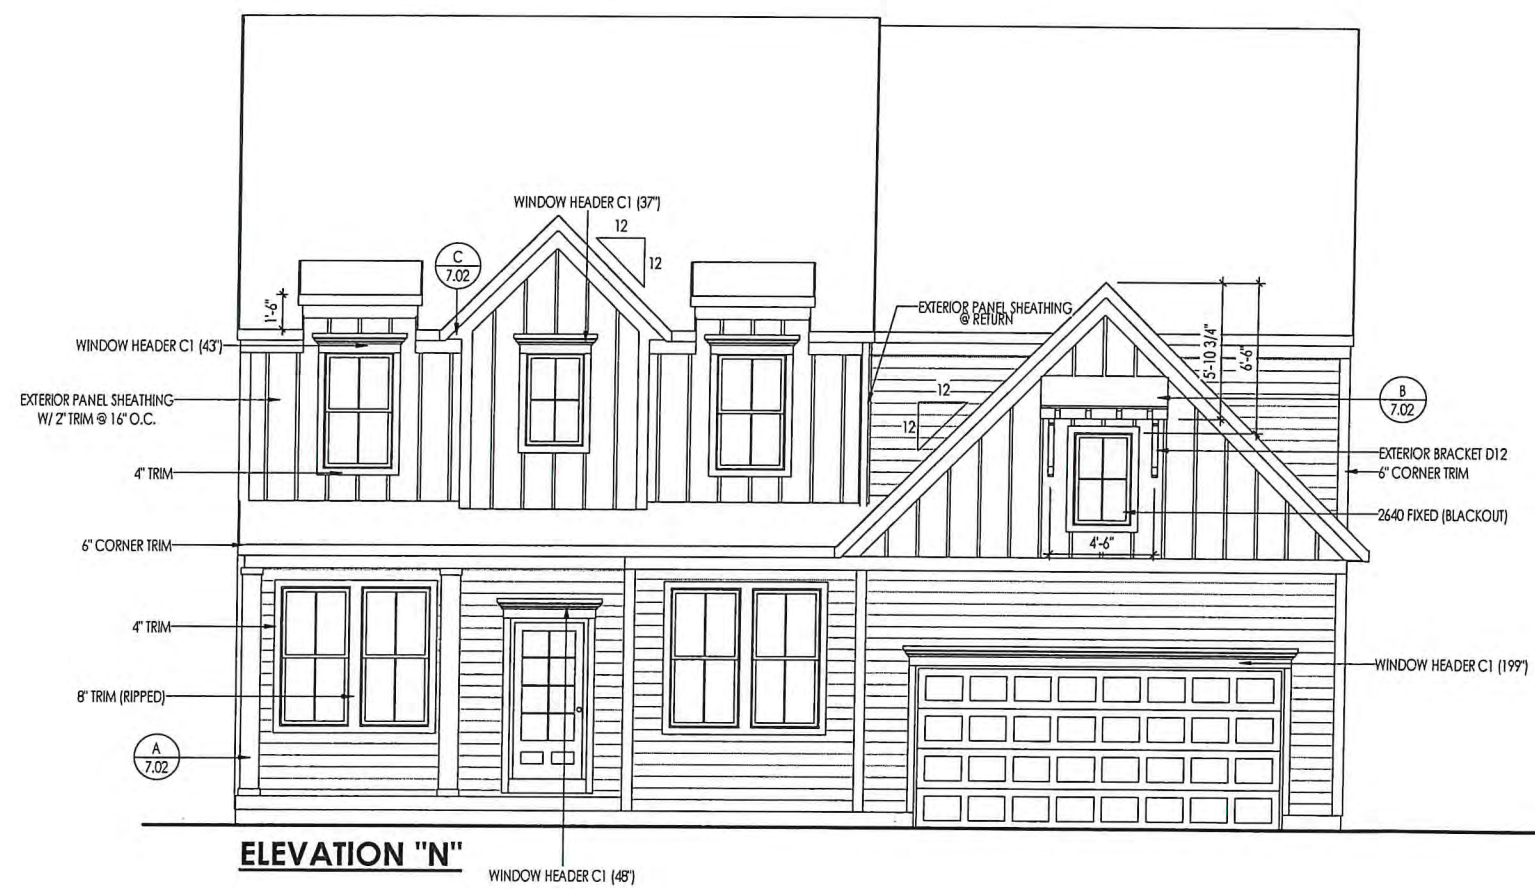 WINDOW HEADER C1 (37")
12
12
C
7.02
1'-6"
EXTERIOR PANEL SHEATHING
@ RETURN
5'-10 3/4"
6'-6"
WINDOW HEADER C1 (43")
12
12
B
7.02
EXTERIOR PANEL SHEATHING
W/ 2" TRIM @ 16" O.C.
EXTERIOR BRACKET D12
4" TRIM
6" CORNER TRIM
2640 FIXED (BLACKOUT)
6" CORNER TRIM
4'-6"
4" TRIM
WINDOW HEADER C1 (199")
8" TRIM (RIPPED)
A
7.02
ELEVATION "N"
WINDOW HEADER C1 (48")